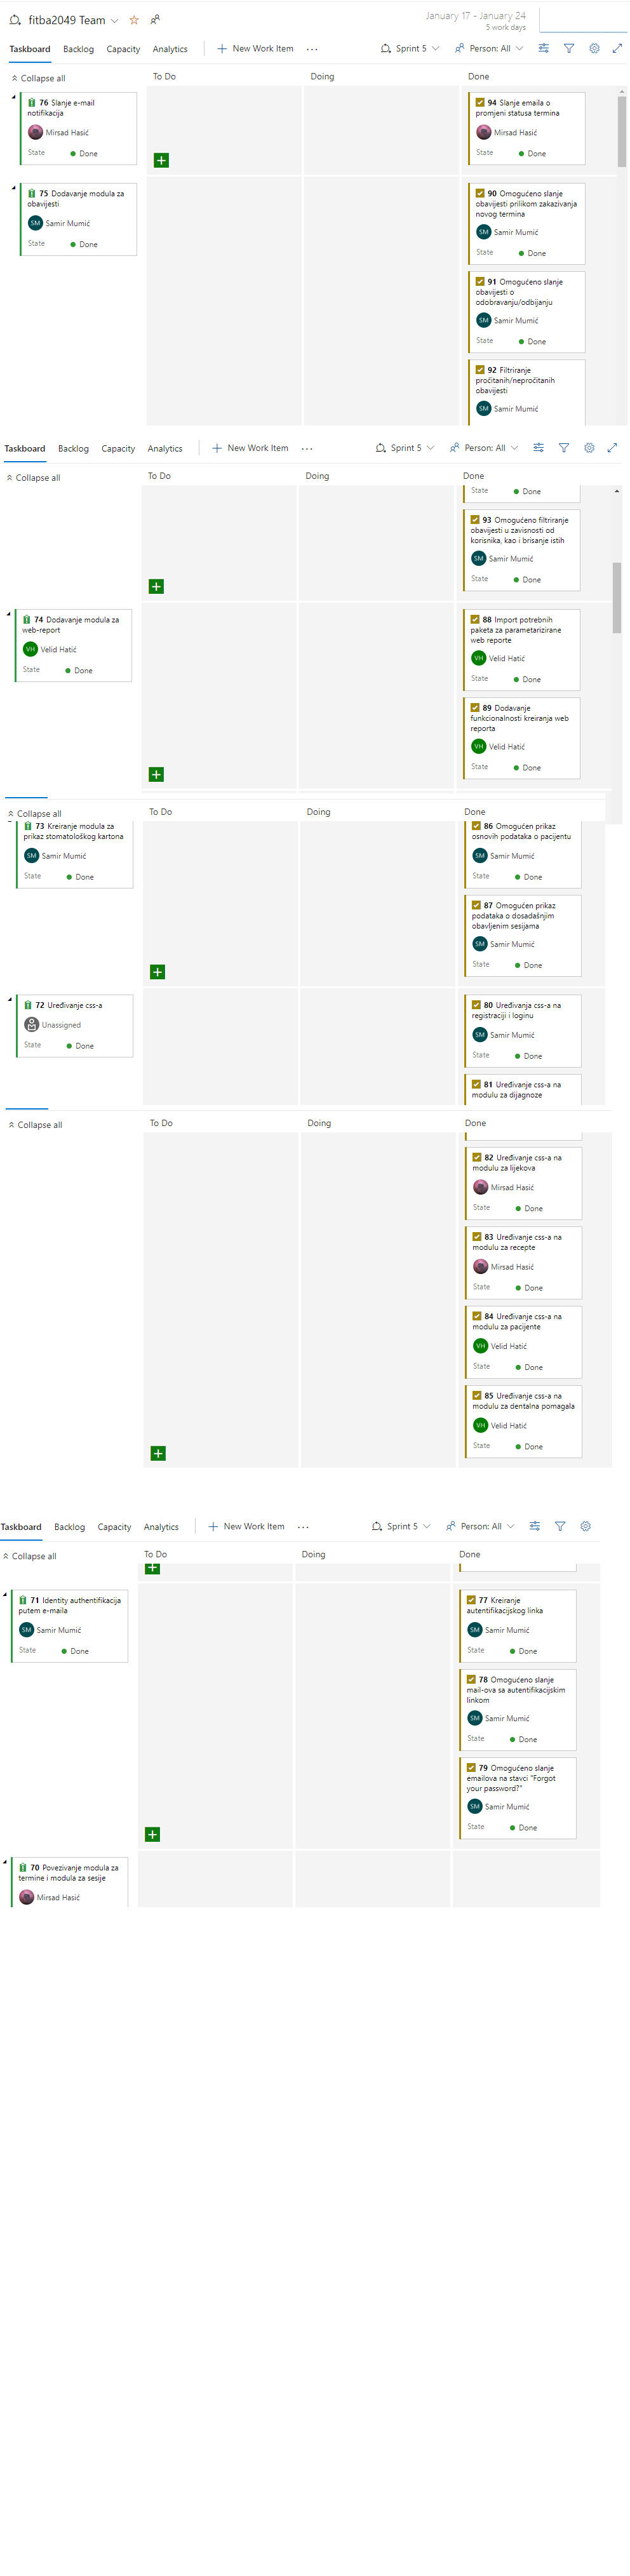 fitba2049 Team
January 17 - January 24
5 work days
Taskboard Backlog Capacity Analytics New Work Item ... Sprint 5 Person: All
Collapse all To Do Doing Done
76 Slanje e-mail
notifikacija
Mirsad Hasić
State Done
94 Slanje emaila o
promjeni statusa termina
Mirsad Hasić
State Done
75 Dodavanje modula za
obavijesti
SM Samir Mumić
State Done
90 Omogućeno slanje
obavijesti prilikom zakazivanja
novog termina
SM Samir Mumić
State Done
91 Omogućeno slanje
obavijesti o
odobravanju/odbijanju
SM Samir Mumić
State Done
92 Filtriranje
pročitanih/nepročitanih
obavijesti
SM Samir Mumić
Taskboard Backlog Capacity Analytics New Work Item ... Sprint 5 Person: All
Collapse all To Do Doing Done
State Done
93 Omogućeno filtriranje
obavijesti u zavisnosti od
korisnika, kao i brisanje istih
SM Samir Mumić
State Done
74 Dodavanje modula za
web-report
VH Velid Hatić
State Done
88 Import potrebnih
paketa za parametarizirane
web reporte
VH Velid Hatić
State Done
89 Dodavanje
funkcionalnosti kreiranja web
reporta
VH Velid Hatić
State Done
Collapse all To Do Doing Done
73 Kreiranje modula za
prikaz stomatološkog kartona
SM Samir Mumić
State Done
86 Omogućen prikaz
osnovih podataka o pacijentu
SM Samir Mumić
State Done
87 Omogućen prikaz
podataka o dosadašnjim
obavljenim sesijama
SM Samir Mumić
State Done
72 Uređivanje css-a
Unassigned
State Done
80 Uređivanja css-a na
registraciji i loginu
SM Samir Mumić
State Done
81 Uređivanje css-a na
modulu za dijagnoze
Collapse all To Do Doing Done
82 Uređivanje css-a na
modulu za lijekova
Mirsad Hasić
State Done
83 Uređivanje css-a na
modulu za recepte
Mirsad Hasić
State Done
84 Uređivanje css-a na
modulu za pacijente
VH Velid Hatić
State Done
85 Uređivanje css-a na
modulu za dentalna pomagala
VH Velid Hatić
State Done
Taskboard Backlog Capacity Analytics New Work Item ... Sprint 5 Person: All
Collapse all To Do Doing Done
71 Identity authentifikacija
putem e-maila
SM Samir Mumić
State Done
77 Kreiranje
autentifikacijskog linka
SM Samir Mumić
State Done
78 Omogućeno slanje
mail-ova sa autentifikacijskim
linkom
SM Samir Mumić
State Done
79 Omogućeno slanje
emailova na stavci "Forgot
your password?"
SM Samir Mumić
State Done
70 Povezivanje modula za
termine i modula za sesije
Mirsad Hasić